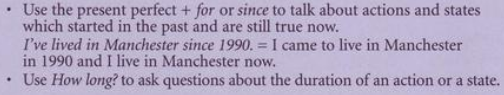 • Use the present perfect + for or since to talk about actions and states
which started in the past and are still true now.
I've lived in Manchester since 1990. = I came to live in Manchester
in 1990 and I live in Manchester now.
• Use How long? to ask questions about the duration of an action or a state.